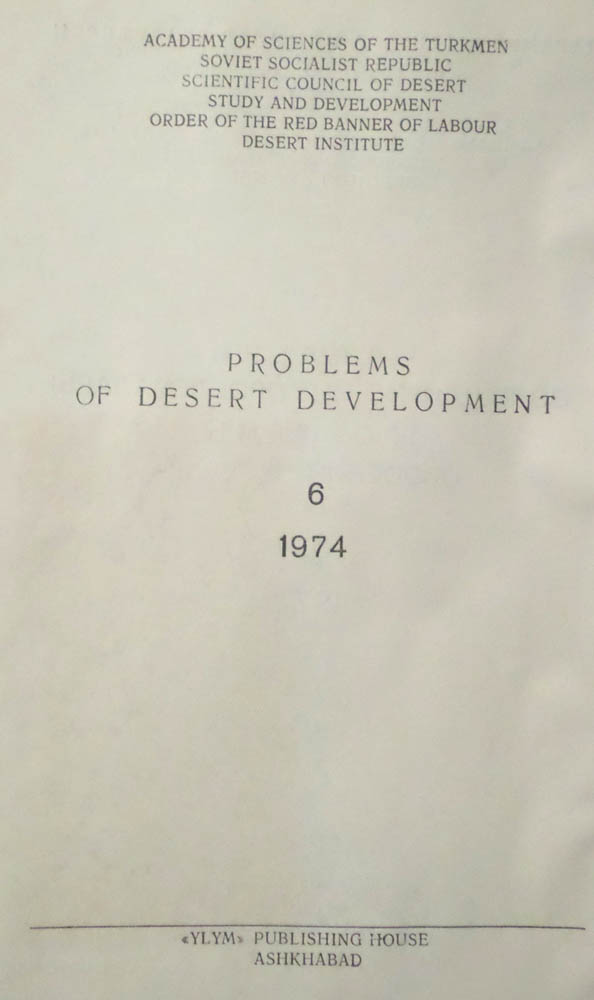 ACADEMY OF SCIENCES OF THE TURKMEN
SOVIET SOCIALIST REPUBLIC
SCIENTIFIC COUNCIL OF DESERT
STUDY AND DEVELOPMENT
ORDER OF THE RED BANNER OF LABOUR
DESERT INSTITUTE
PROBLEMS
OF DESERT DEVELOPMENT
6
1974
«YLYM» PUBLISHING HOUSE
ASHKHABAD